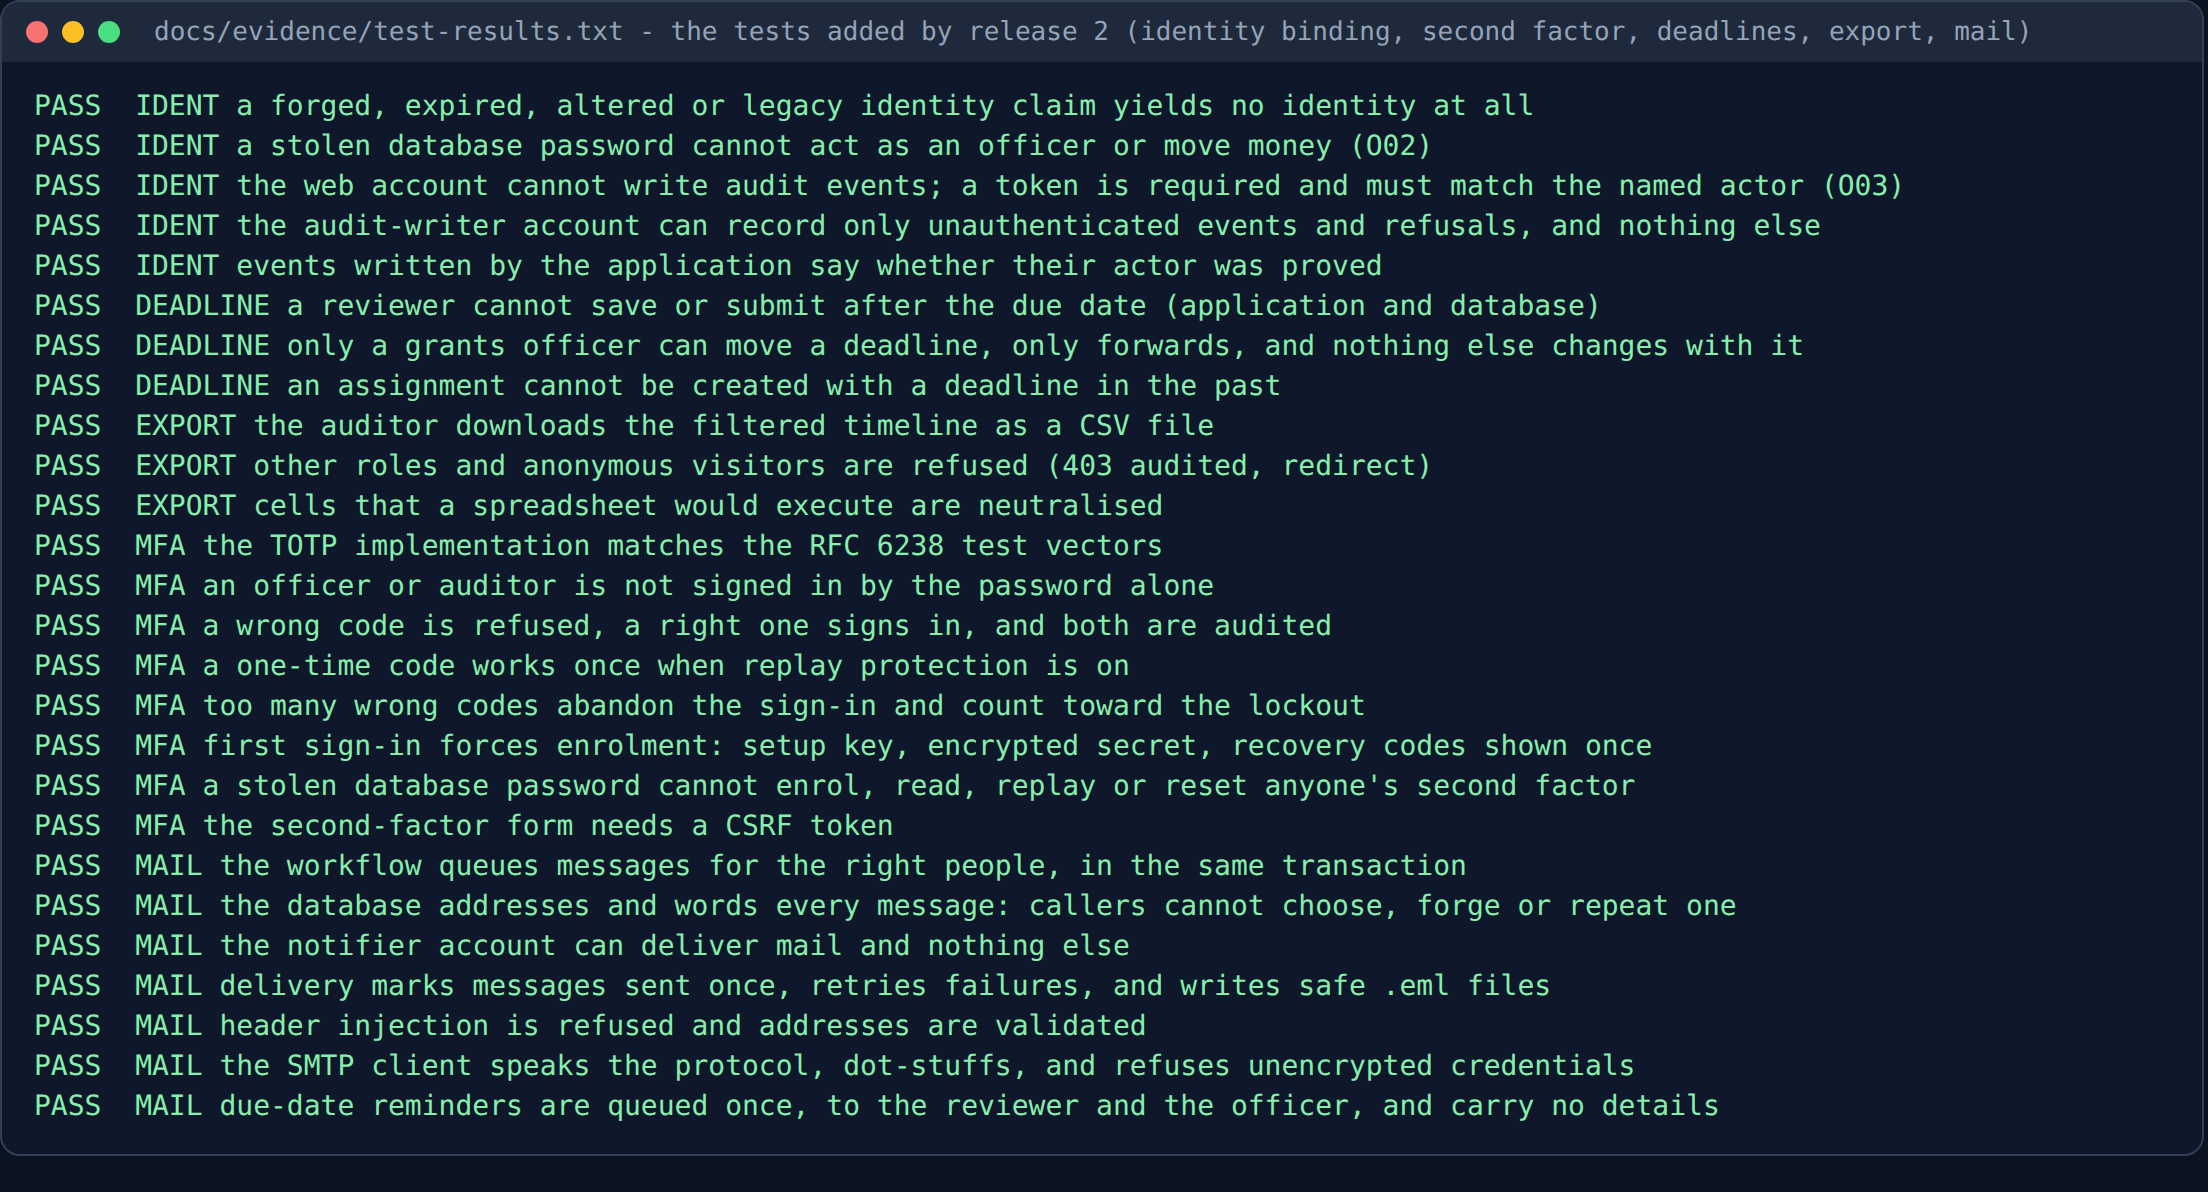 docs/evidence/test-results.txt - the tests added by release 2 (identity binding, second factor, deadlines, export, mail)
PASS  IDENT a forged, expired, altered or legacy identity claim yields no identity at all
PASS  IDENT a stolen database password cannot act as an officer or move money (O02)
PASS  IDENT the web account cannot write audit events; a token is required and must match the named actor (O03)
PASS  IDENT the audit-writer account can record only unauthenticated events and refusals, and nothing else
PASS  IDENT events written by the application say whether their actor was proved
PASS  DEADLINE a reviewer cannot save or submit after the due date (application and database)
PASS  DEADLINE only a grants officer can move a deadline, only forwards, and nothing else changes with it
PASS  DEADLINE an assignment cannot be created with a deadline in the past
PASS  EXPORT the auditor downloads the filtered timeline as a CSV file
PASS  EXPORT other roles and anonymous visitors are refused (403 audited, redirect)
PASS  EXPORT cells that a spreadsheet would execute are neutralised
PASS  MFA the TOTP implementation matches the RFC 6238 test vectors
PASS  MFA an officer or auditor is not signed in by the password alone
PASS  MFA a wrong code is refused, a right one signs in, and both are audited
PASS  MFA a one-time code works once when replay protection is on
PASS  MFA too many wrong codes abandon the sign-in and count toward the lockout
PASS  MFA first sign-in forces enrolment: setup key, encrypted secret, recovery codes shown once
PASS  MFA a stolen database password cannot enrol, read, replay or reset anyone's second factor
PASS  MFA the second-factor form needs a CSRF token
PASS  MAIL the workflow queues messages for the right people, in the same transaction
PASS  MAIL the database addresses and words every message: callers cannot choose, forge or repeat one
PASS  MAIL the notifier account can deliver mail and nothing else
PASS  MAIL delivery marks messages sent once, retries failures, and writes safe .eml files
PASS  MAIL header injection is refused and addresses are validated
PASS  MAIL the SMTP client speaks the protocol, dot-stuffs, and refuses unencrypted credentials
PASS  MAIL due-date reminders are queued once, to the reviewer and the officer, and carry no details